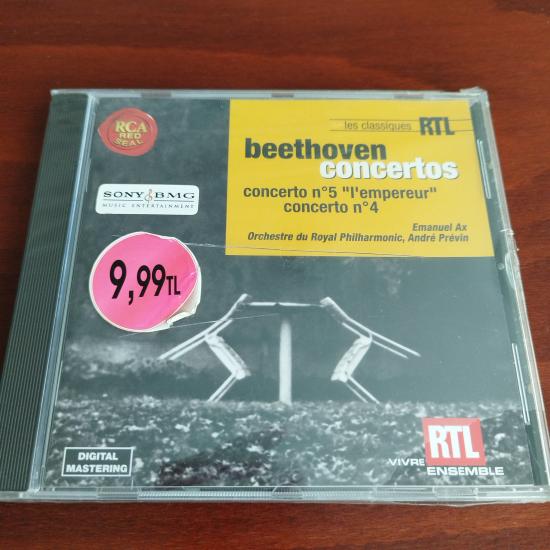 RCA
RED
SEAL
les classiques RTL
beethoven
concertos
concerto n°5 "l'empereur"
concerto n°4
Emanuel Ax
Orchestre du Royal Philharmonic, André Prévin
SONY BMG
MUSIC ENTERTAINMENT
9,99TL
DIGITAL
MASTERING
RTL
VIVRE
ENSEMBLE